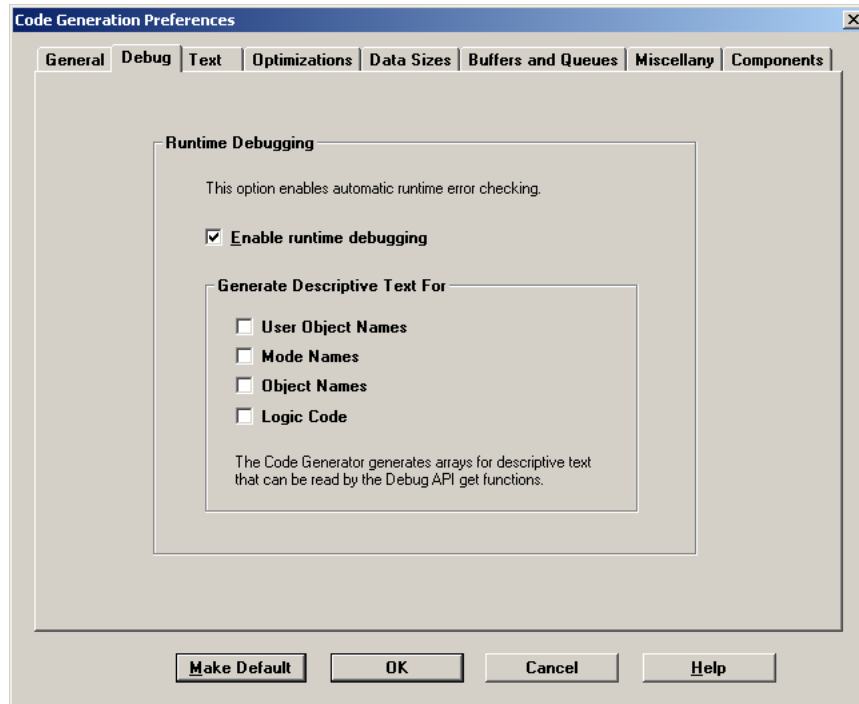 Code Generation Preferences
General Debug Text Optimizations Data Sizes Buffers and Queues Miscellany Components
Runtime Debugging
This option enables automatic runtime error checking.
Enable runtime debugging
Generate Descriptive Text For
User Object Names
Mode Names
Object Names
Logic Code
The Code Generator generates arrays for descriptive text
that can be read by the Debug API get functions.
Make Default OK Cancel Help